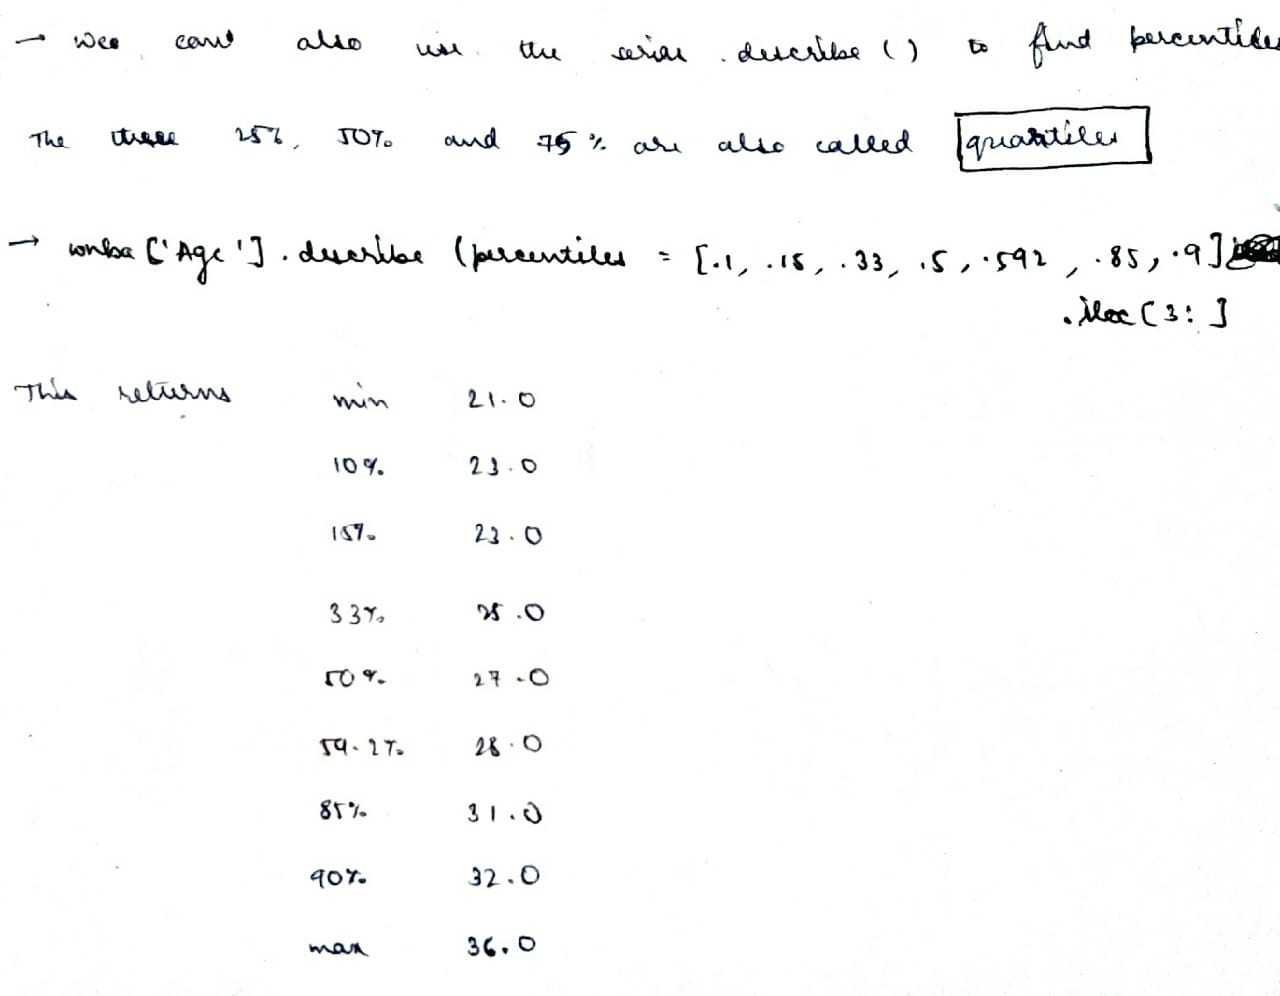 → We can also use the series.describe() to find percentiles
The three 25%, 50% and 75% are also called quartiles
→ wnba['Age'].describe(percentiles = [.1, .15, .33, .5, .592, .85, .9]
.iloc[3:]
This returns min 21.0
10% 23.0
15% 23.0
33% 25.0
50% 27.0
59.2% 28.0
85% 31.0
90% 32.0
max 36.0